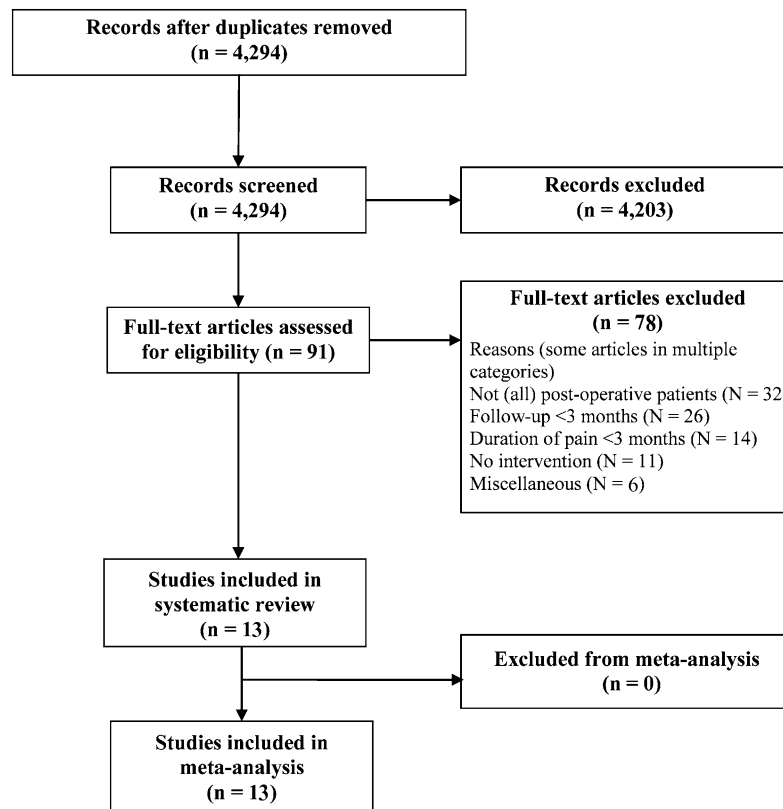 Records after duplicates removed
(n = 4,294)
Records screened
(n = 4,294)
Records excluded
(n = 4,203)
Full-text articles assessed
for eligibility (n = 91)
Full-text articles excluded
(n = 78)
Reasons (some articles in multiple
categories)
Not (all) post-operative patients (N = 32
Follow-up <3 months (N = 26)
Duration of pain <3 months (N = 14)
No intervention (N = 11)
Miscellaneous (N = 6)
Studies included in
systematic review
(n = 13)
Excluded from meta-analysis
(n = 0)
Studies included in
meta-analysis
(n = 13)